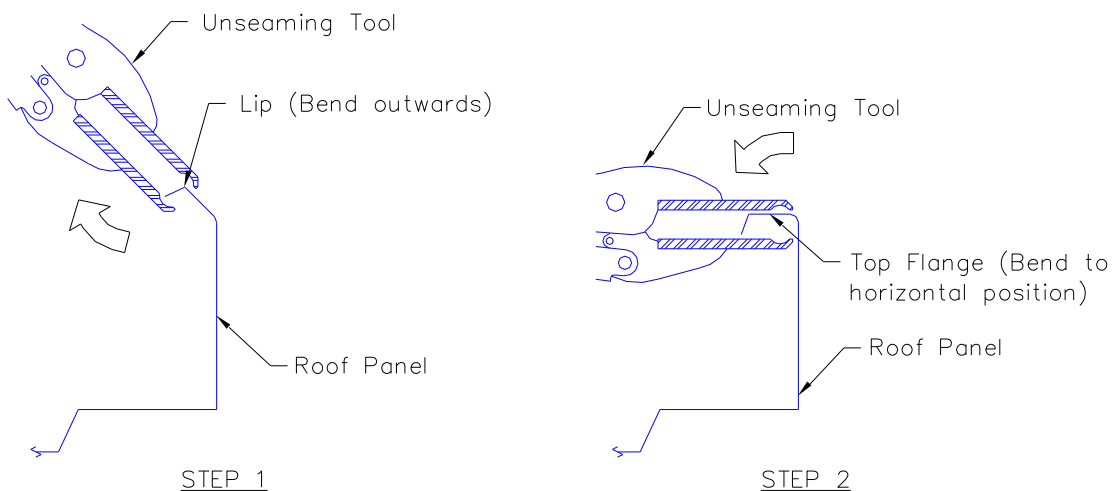 Unseaming Tool
Lip (Bend outwards)
Roof Panel
STEP 1
Unseaming Tool
Top Flange (Bend to
horizontal position)
Roof Panel
STEP 2